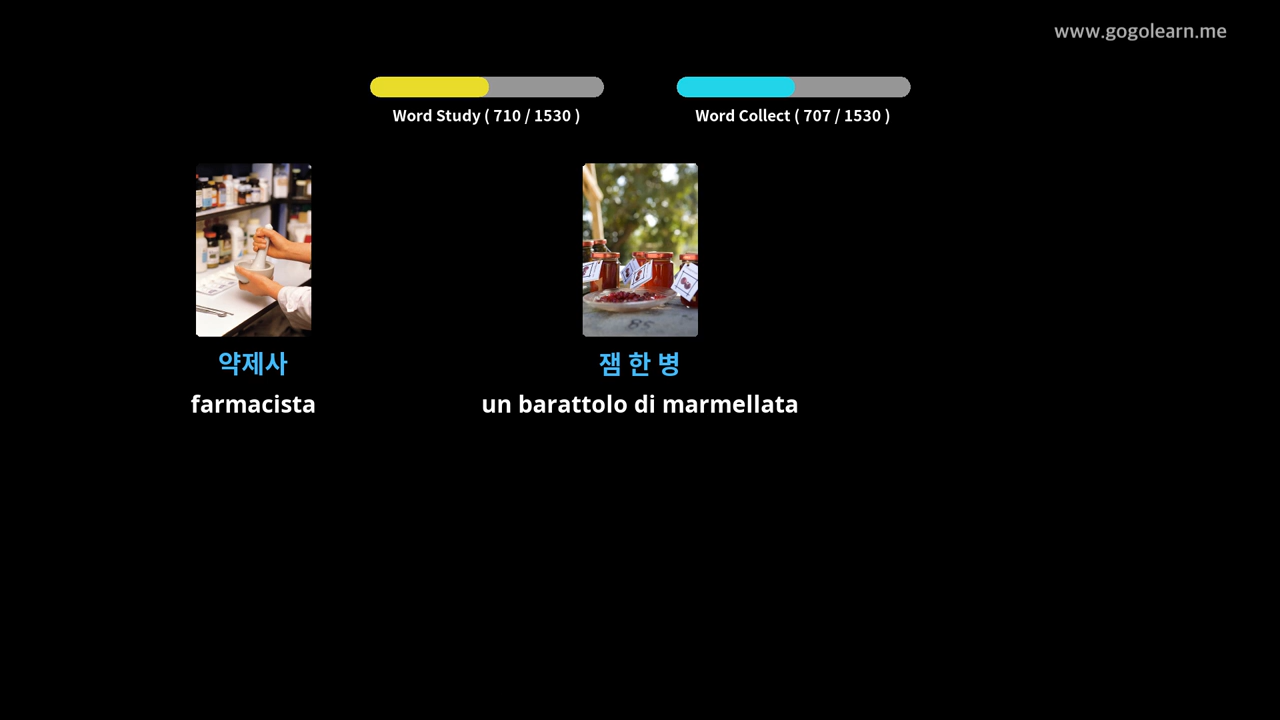 www.gogolearn.me
Word Study ( 710 / 1530 )
Word Collect ( 707 / 1530 )
약제사
잼 한 병
farmacista
un barattolo di marmellata